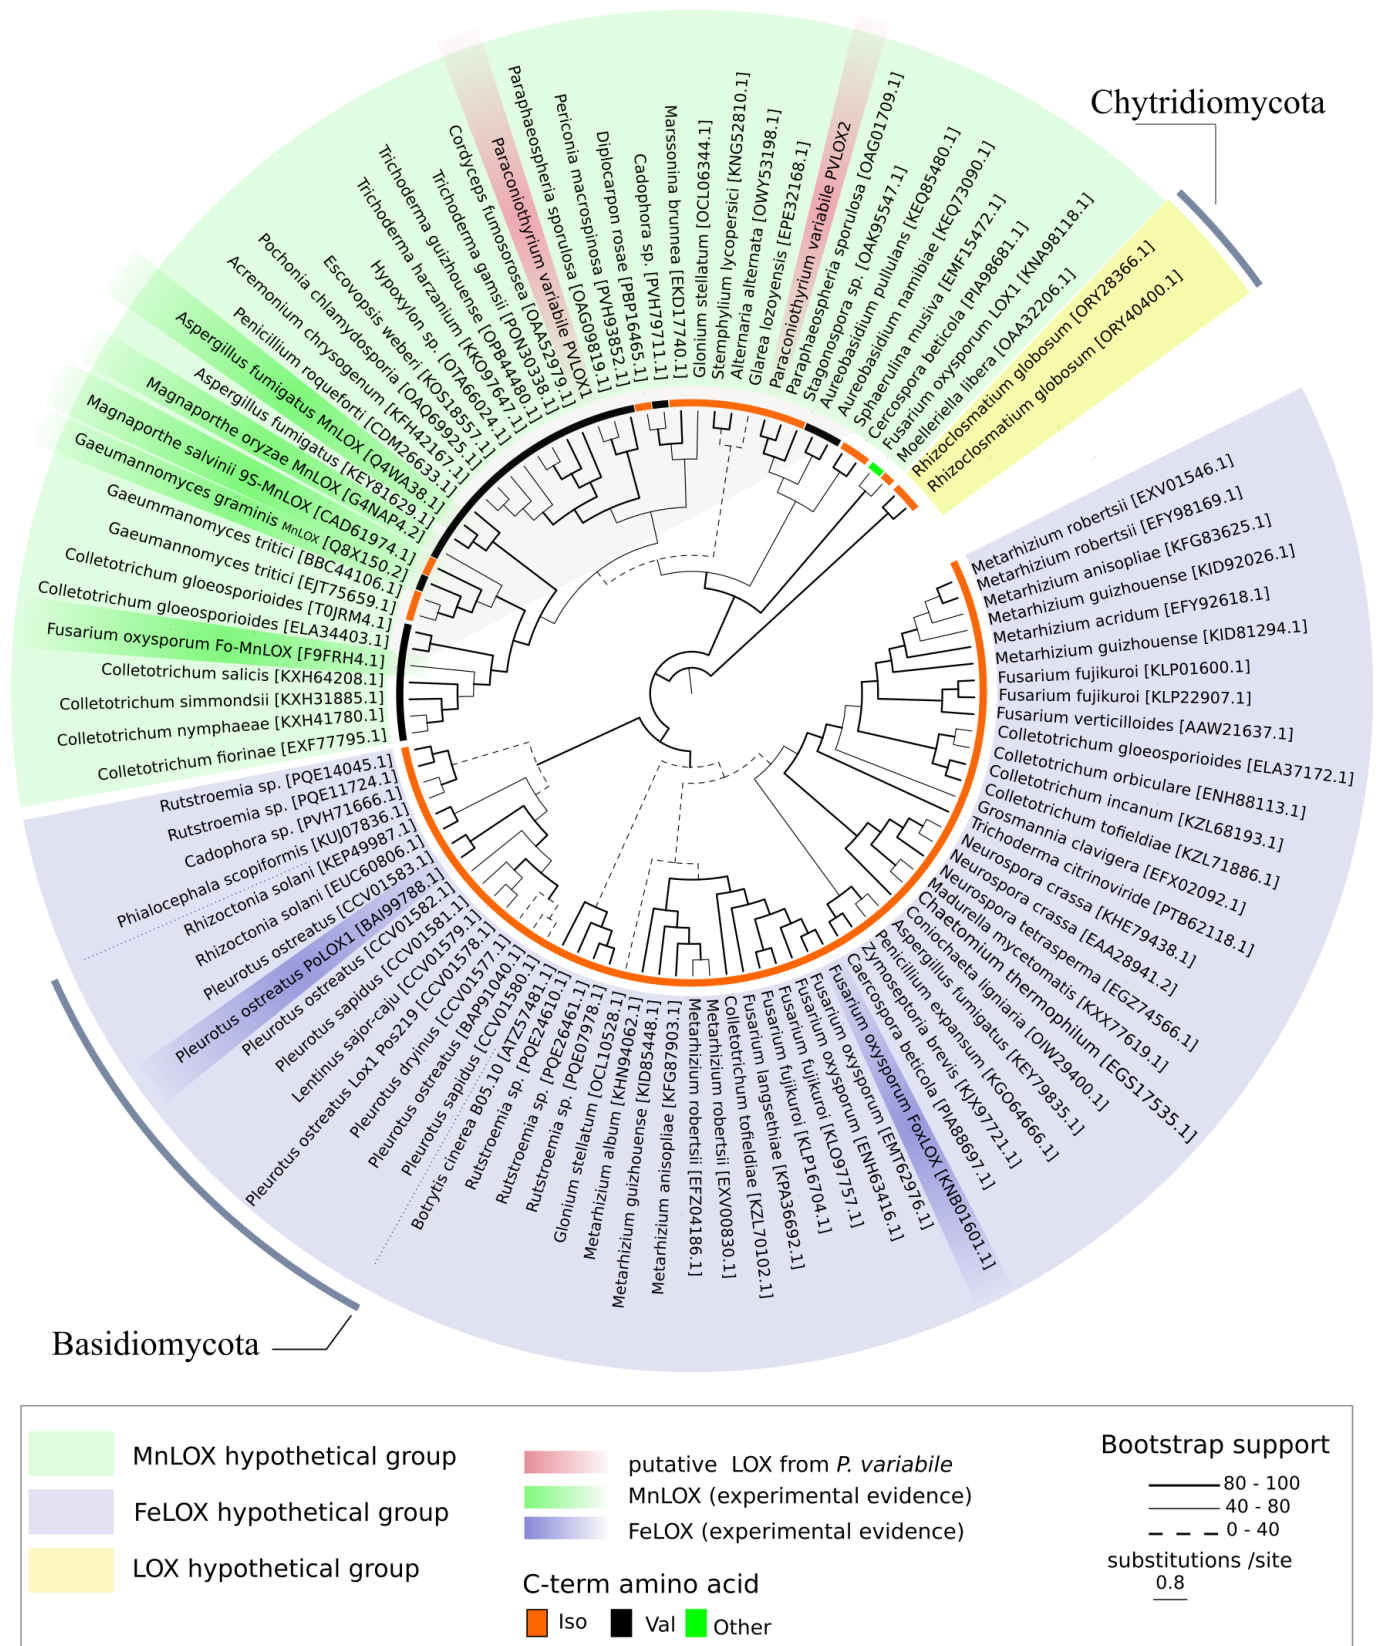 Chytridiomycota
Colletotrichum fiorinae [EXF77795.1]
Colletotrichum nymphaeae [KXH41780.1]
Colletotrichum simmondsii [KXH31885.1]
Colletotrichum salicis [KXH64208.1]
Fusarium oxysporum Fo-MnLOX [F9FRH4.1]
Colletotrichum gloeosporioides [ELA34403.1]
Colletotrichum gloeosporioides [T0JRM4.1]
Gaeumannomyces tritici [EJT75659.1]
Gaeummanomyces tritici [BBC44106.1]
Gaeumannomyces graminis MnLOX [Q8X150.2]
Magnaporthe salvinii 9S-MnLOX [CAD61974.1]
Magnaporthe oryzae MnLOX [G4NAP4.2]
Aspergillus fumigatus [KEY81629.1]
Aspergillus fumigatus MnLOX [Q4WA38.1]
Penicillium roqueforti [CDM26633.1]
Acremonium chrysogenum [KFH42167.1]
Pochonia chlamydosporia [OAQ69925.1]
Escovopsis weberi [KOS18557.1]
Hypoxylon sp. [OTA66024.1]
Trichoderma harzianum [KKO97647.1]
Trichoderma guizhouense [OPB44480.1]
Trichoderma gamsii [PON30338.1]
Cordyceps fumosorosea [OAA52979.1]
Paraconiothyrium variabile PVLOX1
Paraphaeospheria sporulosa [OAG09819.1]
Periconia macrospinosa [PVH93852.1]
Diplocarpon rosae [PBP16465.1]
Cadophora sp. [PVH79711.1]
Marssonina brunnea [EKD17740.1]
Glonium stellatum [OCL06344.1]
Stemphylium lycopersici [KNG52810.1]
Alternaria alternata [OWY53198.1]
Glarea lozoyensis [EPE32168.1]
Paraconiothyrium variabile PVLOX2
Paraphaeospheria sporulosa [OAG01709.1]
Stagonospora sp. [OAK95547.1]
Aureobasidium pullulans [KEQ85480.1]
Aureobasidium namibiae [KEQ73090.1]
Sphaerulina musiva [EMF15472.1]
Cercospora beticola [PIA98681.1]
Fusarium oxysporum LOX1 [KNA98118.1]
Moelleriella libera [OAA32206.1]
Rhizoclosmatium globosum [ORY28366.1]
Rhizoclosmatium globosum [ORY40400.1]
Metarhizium robertsii [EXV01546.1]
Metarhizium robertsii [EFY98169.1]
Metarhizium anisopliae [KFG83625.1]
Metarhizium guizhouense [KID92026.1]
Metarhizium acridum [EFY92618.1]
Metarhizium guizhouense [KID81294.1]
Fusarium fujikuroi [KLP01600.1]
Fusarium fujikuroi [KLP22907.1]
Fusarium verticilloides [AAW21637.1]
Colletotrichum gloeosporioides [ELA37172.1]
Colletotrichum orbiculare [ENH88113.1]
Colletotrichum incanum [KZL68193.1]
Colletotrichum tofieldiae [KZL71886.1]
Grosmannia clavigera [EFX02092.1]
Trichoderma citrinoviride [PTB62118.1]
Neurospora crassa [KHE79438.1]
Neurospora crassa [EAA28941.2]
Neurospora tetrasperma [EGZ74566.1]
Madurella mycetomatis [KXX77619.1]
Chaetomium thermophilum [EGS17535.1]
Coniochaeta ligniaria [OIW29400.1]
Aspergillus fumigatus [KEY79835.1]
Penicillium expansum [KGO64666.1]
Zymoseptoria brevis [KJX97721.1]
Caercospora beticola [PIA88697.1]
Fusarium oxysporum FoxLOX [KNB01601.1]
Fusarium oxysporum [EMT62976.1]
Fusarium oxysporum [ENH63416.1]
Fusarium fujikuroi [KLO97757.1]
Fusarium fujikuroi [KLP16704.1]
Fusarium langsethiae [KPA36692.1]
Colletotrichum tofieldiae [KZL70102.1]
Metarhizium robertsii [EXV00830.1]
Metarhizium robertsii [EFZ04186.1]
Metarhizium anisopliae [KFG87903.1]
Metarhizium guizhouense [KID85448.1]
Metarhizium album [KHN94062.1]
Glonium stellatum [OCL10528.1]
Rutstroemia sp. [PQE07978.1]
Rutstroemia sp. [PQE26461.1]
Rutstroemia sp. [PQE24610.1]
Botrytis cinerea B05.10 [ATZ57481.1]
Pleurotus sapidus [CCV01580.1]
Pleurotus ostreatus [BAP91040.1]
Pleurotus dryinus [CCV01577.1]
Pleurotus ostreatus Lox1 Pos219 [CCV01578.1]
Lentinus sajor-caju [CCV01579.1]
Pleurotus sapidus [CCV01581.1]
Pleurotus ostreatus [CCV01582.1]
Pleurotus ostreatus PoLOX1 [BAI99788.1]
Pleurotus ostreatus [CCV01583.1]
Rhizoctonia solani [EUC60806.1]
Rhizoctonia solani [KEP49987.1]
Phialocephala scopiformis [KUJ07836.1]
Cadophora sp. [PVH71666.1]
Rutstroemia sp. [PQE11724.1]
Rutstroemia sp. [PQE14045.1]
Basidiomycota
MnLOX hypothetical group
FeLOX hypothetical group
LOX hypothetical group
putative LOX from P. variabile
MnLOX (experimental evidence)
FeLOX (experimental evidence)
C-term amino acid
Iso
Val
Other
Bootstrap support
80 - 100
40 - 80
0 - 40
substitutions /site
0.8